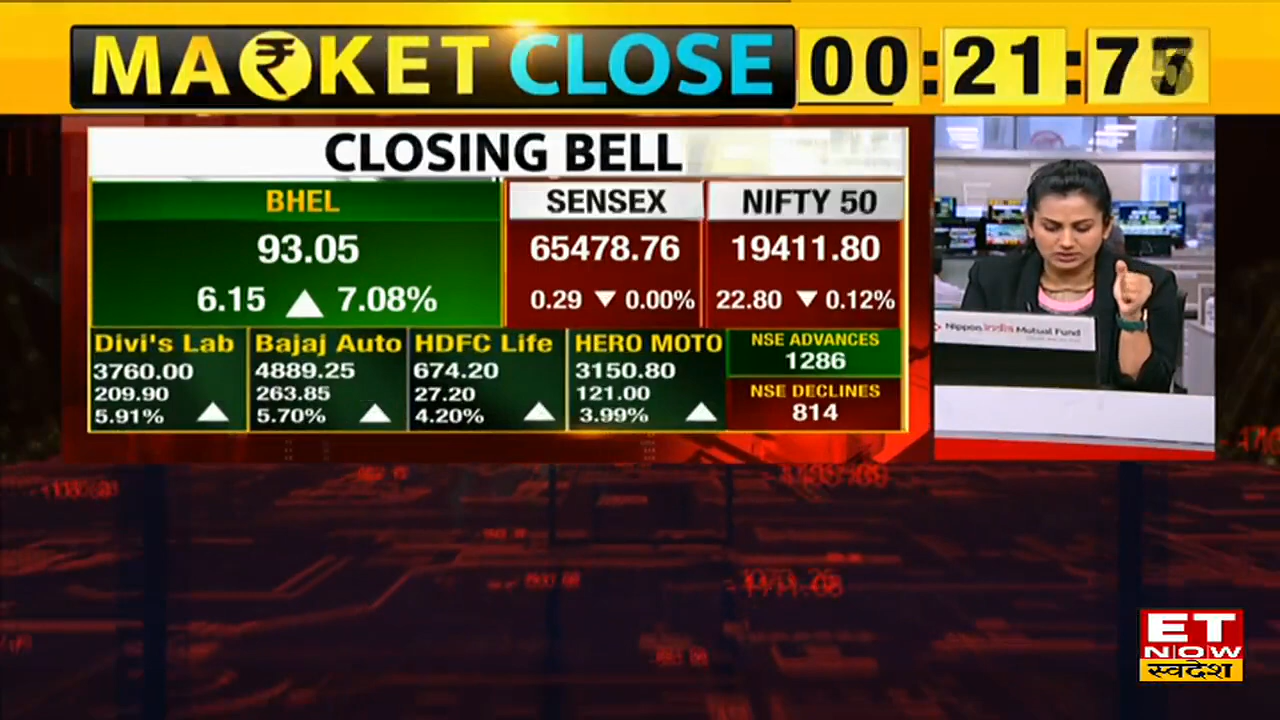 MA₹KET CLOSE 00:21:75
CLOSING BELL
BHEL
93.05
6.15 ▲ 7.08%
SENSEX
65478.76
0.29 ▼ 0.00%
NIFTY 50
19411.80
22.80 ▼ 0.12%
Divi's Lab
3760.00
209.90
5.91% ▲
Bajaj Auto
4889.25
263.85
5.70% ▲
HDFC Life
674.20
27.20
4.20% ▲
HERO MOTO
3150.80
121.00
3.99% ▲
NSE ADVANCES
1286
NSE DECLINES
814
Nippon india Mutual Fund
ET
NOW
स्वदेश